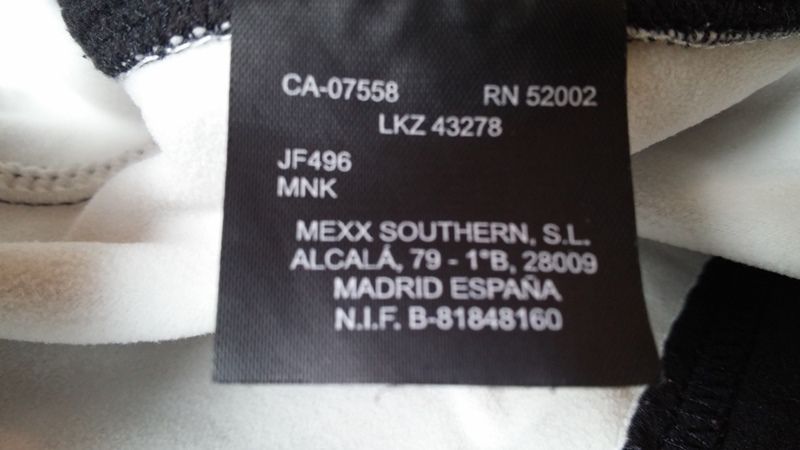 CA-07558 RN 52002
LKZ 43278
JF496
MNK
MEXX SOUTHERN, S.L.
ALCALÁ, 79 - 1°B, 28009
MADRID ESPAÑA
N.I.F. B-81848160